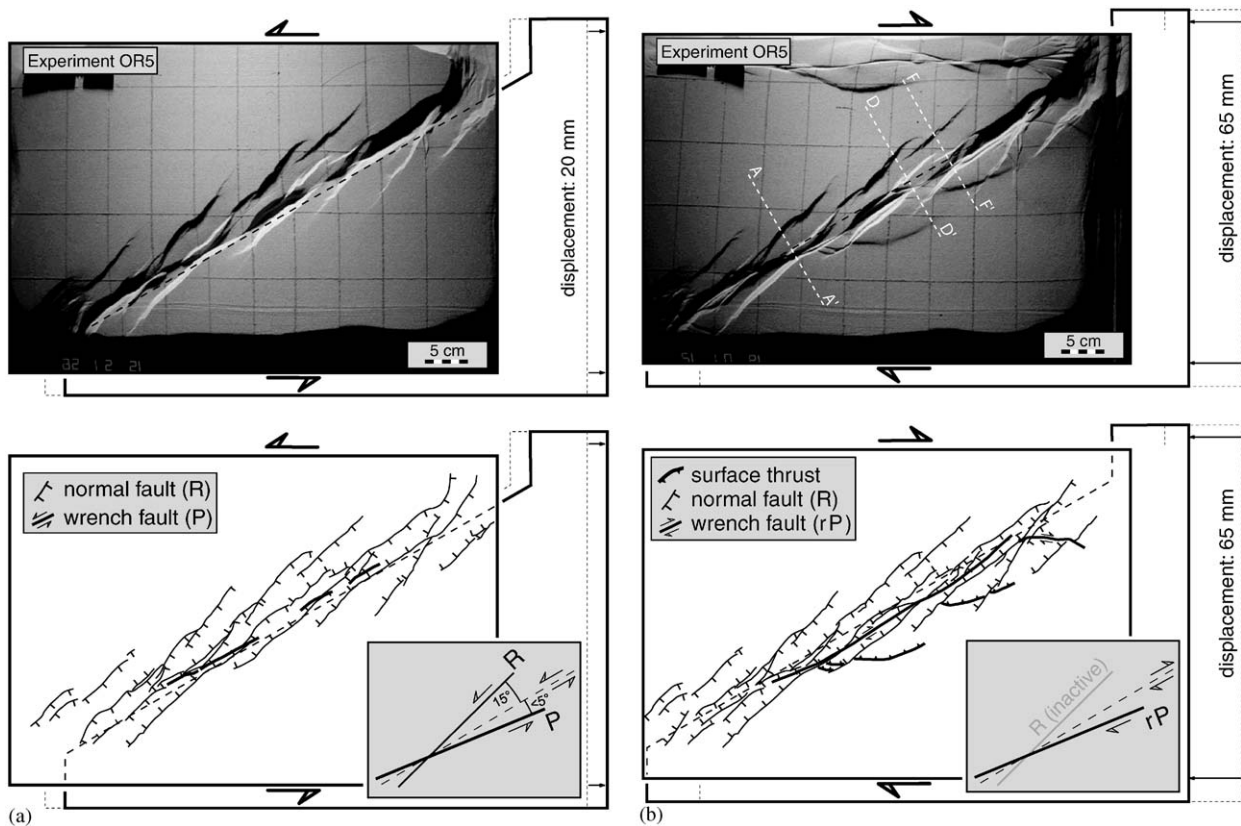 Experiment OR5
displacement: 20 mm
5 cm
Experiment OR5
A
D
F
A'
D'
F'
displacement: 65 mm
5 cm
normal fault (R)
wrench fault (P)
R
15°
<5°
P
(a)
surface thrust
normal fault (R)
wrench fault (rP)
displacement: 65 mm
R (inactive)
rP
(b)